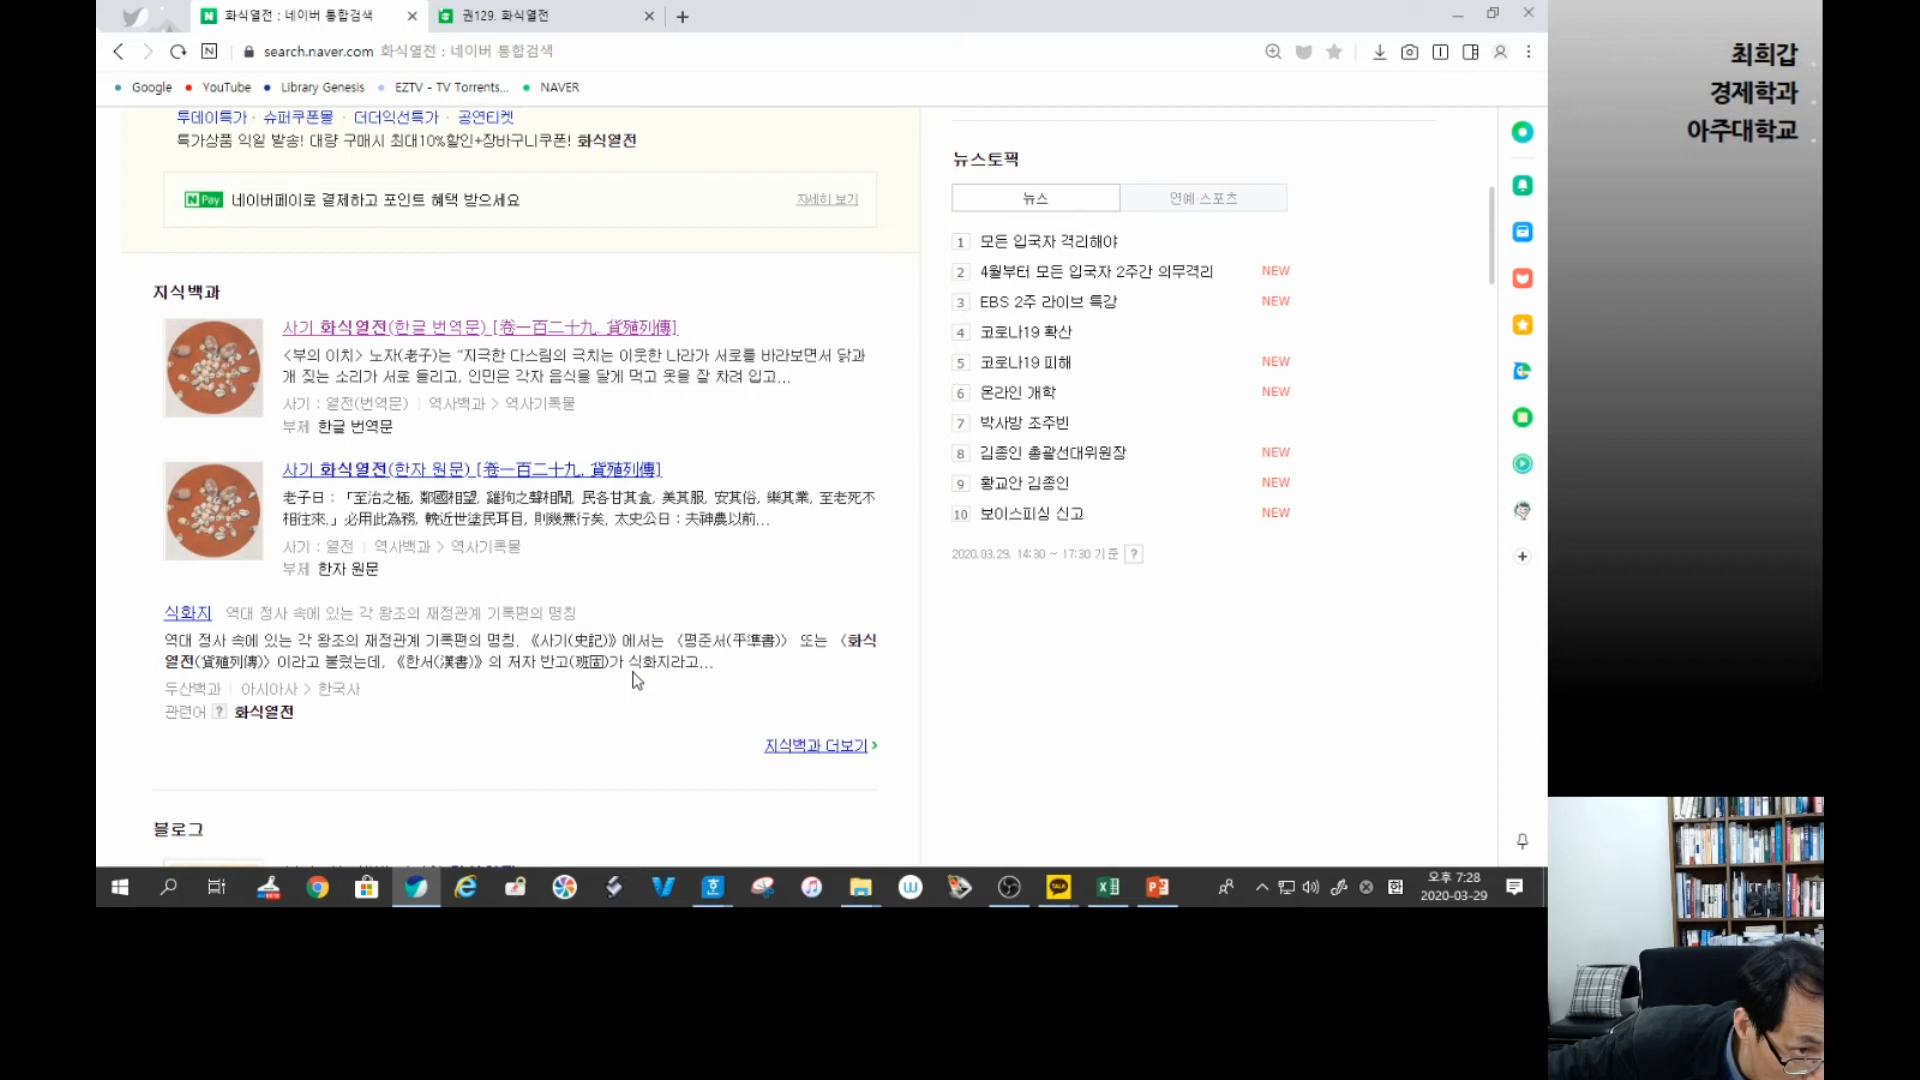 화식열전 : 네이버 통합검색
권129. 화식열전
search.naver.com 화식열전 : 네이버 통합검색
Google YouTube Library Genesis EZTV - TV Torrents... NAVER
투데이특가 · 슈퍼쿠폰몰 · 더더익선특가 · 공연티켓
특가상품 익일 발송! 대량 구매시 최대10%할인+장바구니쿠폰! 화식열전
N Pay 네이버페이로 결제하고 포인트 혜택 받으세요 자세히 보기
지식백과
사기 화식열전(한글 번역문) [卷一百二十九. 貨殖列傳]
<부의 이치> 노자(老子)는 "지극한 다스림의 극치는 이웃한 나라가 서로를 바라보면서 닭과
개 짖는 소리가 서로 들리고, 인민은 각자 음식을 달게 먹고 옷을 잘 차려 입고...
사기 : 열전(번역문) | 역사백과 > 역사기록물
부제 한글 번역문
사기 화식열전(한자 원문) [卷一百二十九. 貨殖列傳]
老子曰 : 「至治之極, 鄰國相望, 雞狗之聲相聞, 民各甘其食, 美其服, 安其俗, 樂其業, 至老死不
相往來.」 必用此為務, 輓近世塗民耳目, 則幾無行矣. 太史公曰 : 夫神農以前...
사기 : 열전 | 역사백과 > 역사기록물
부제 한자 원문
식화지 역대 정사 속에 있는 각 왕조의 재정관계 기록편의 명칭
역대 정사 속에 있는 각 왕조의 재정관계 기록편의 명칭. 《사기(史記)》에서는 〈평준서(平準書)〉 또는 〈화식
열전(貨殖列傳)〉이라고 불렀는데, 《한서(漢書)》의 저자 반고(班固)가 식화지라고...
두산백과 | 아시아사 > 한국사
관련어 ? 화식열전
지식백과 더보기
블로그
뉴스토픽
뉴스 연예·스포츠
1 모든 입국자 격리해야
2 4월부터 모든 입국자 2주간 의무격리 NEW
3 EBS 2주 라이브 특강 NEW
4 코로나19 확산
5 코로나19 피해 NEW
6 온라인 개학 NEW
7 박사방 조주빈
8 김종인 총괄선대위원장 NEW
9 황교안 김종인 NEW
10 보이스피싱 신고 NEW
2020.03.29. 14:30 ~ 17:30 기준 ?
오후 7:28
2020-03-29
최희갑
경제학과
아주대학교